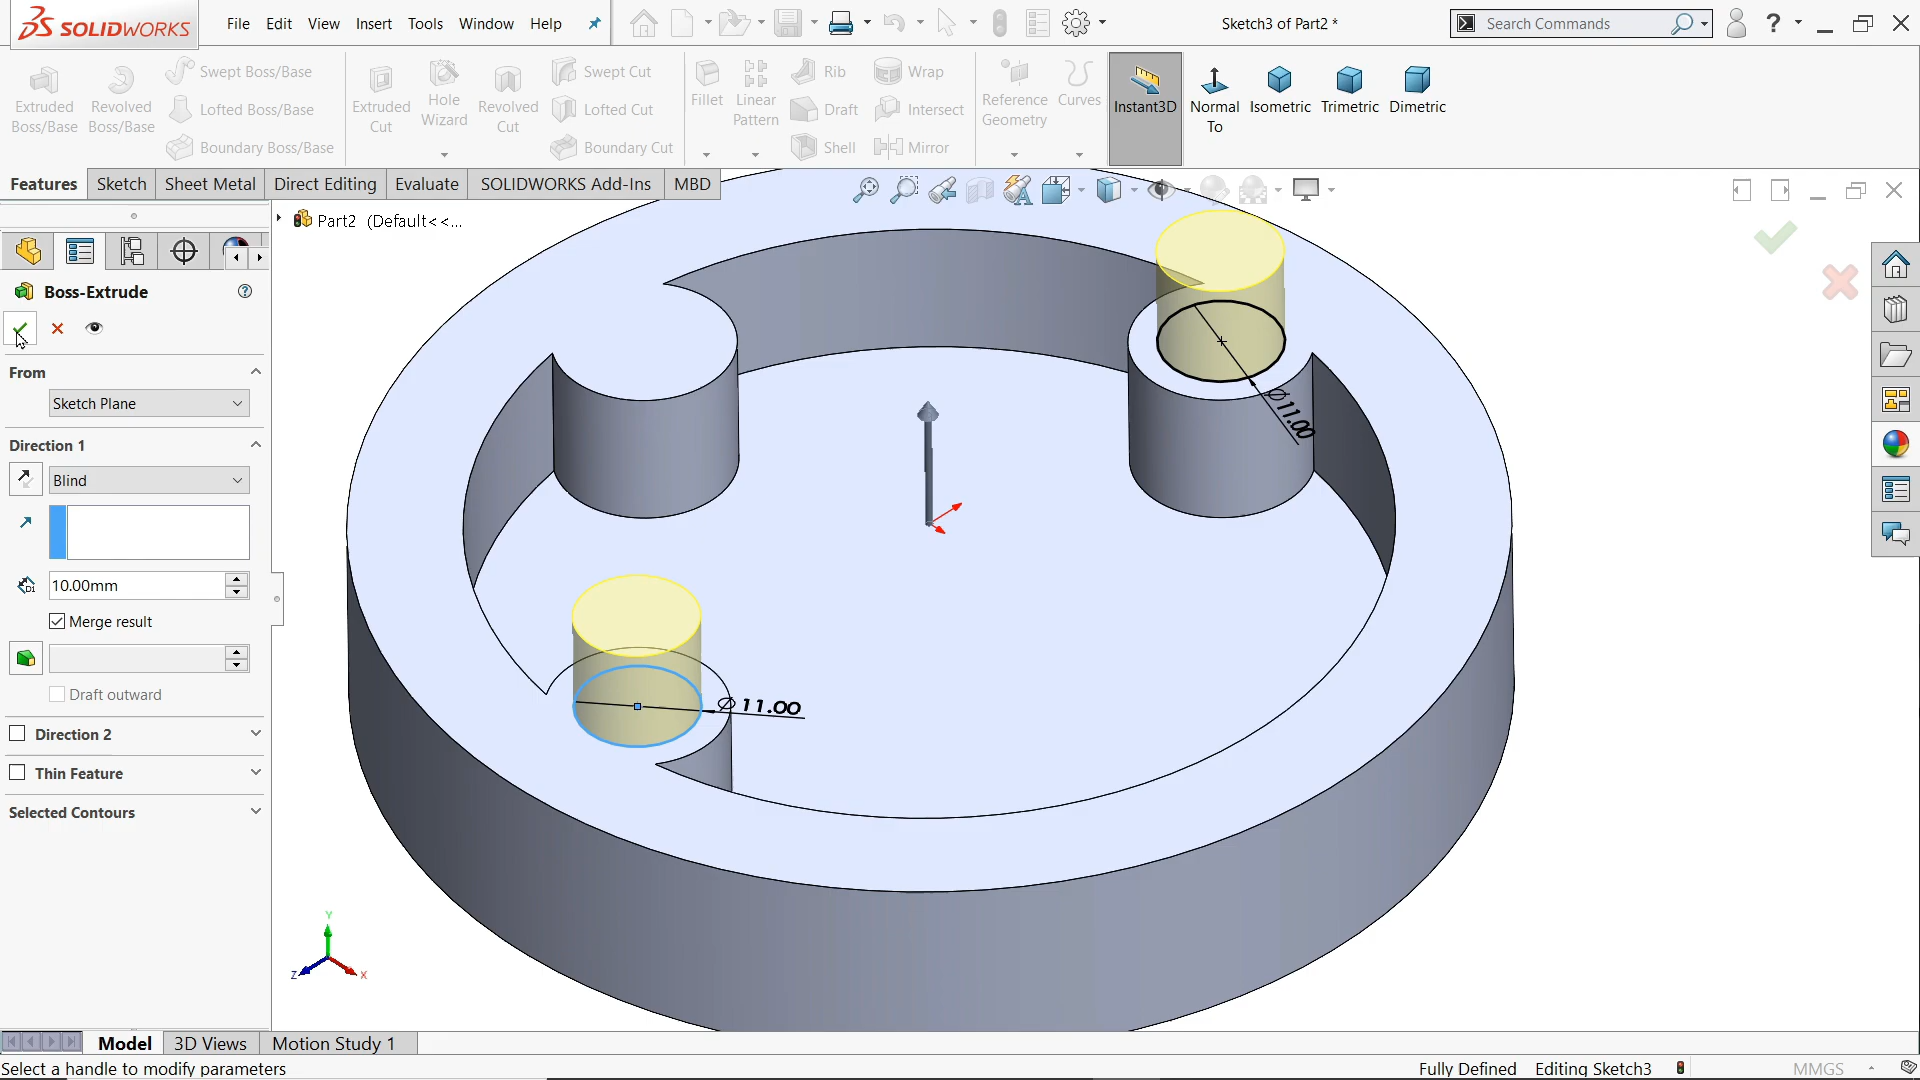 SOLIDWORKS
File Edit View Insert Tools Window Help
Sketch3 of Part2 *
Search Commands
?
Extruded Boss/Base
Revolved Boss/Base
Swept Boss/Base
Lofted Boss/Base
Boundary Boss/Base
Extruded Cut
Hole Wizard
Revolved Cut
Swept Cut
Lofted Cut
Boundary Cut
Fillet
Linear Pattern
Rib
Draft
Shell
Wrap
Intersect
Mirror
Reference Geometry
Curves
Instant3D
Normal To
Isometric
Trimetric
Dimetric
Features Sketch Sheet Metal Direct Editing Evaluate SOLIDWORKS Add-Ins MBD
Part2 (Default<<...
Boss-Extrude
From
Sketch Plane
Direction 1
Blind
D1
10.00mm
Merge result
Draft outward
Direction 2
Thin Feature
Selected Contours
∅11.00
∅ 11.00
Y
Z
X
Model 3D Views Motion Study 1
Select a handle to modify parameters
Fully Defined Editing Sketch3 MMGS